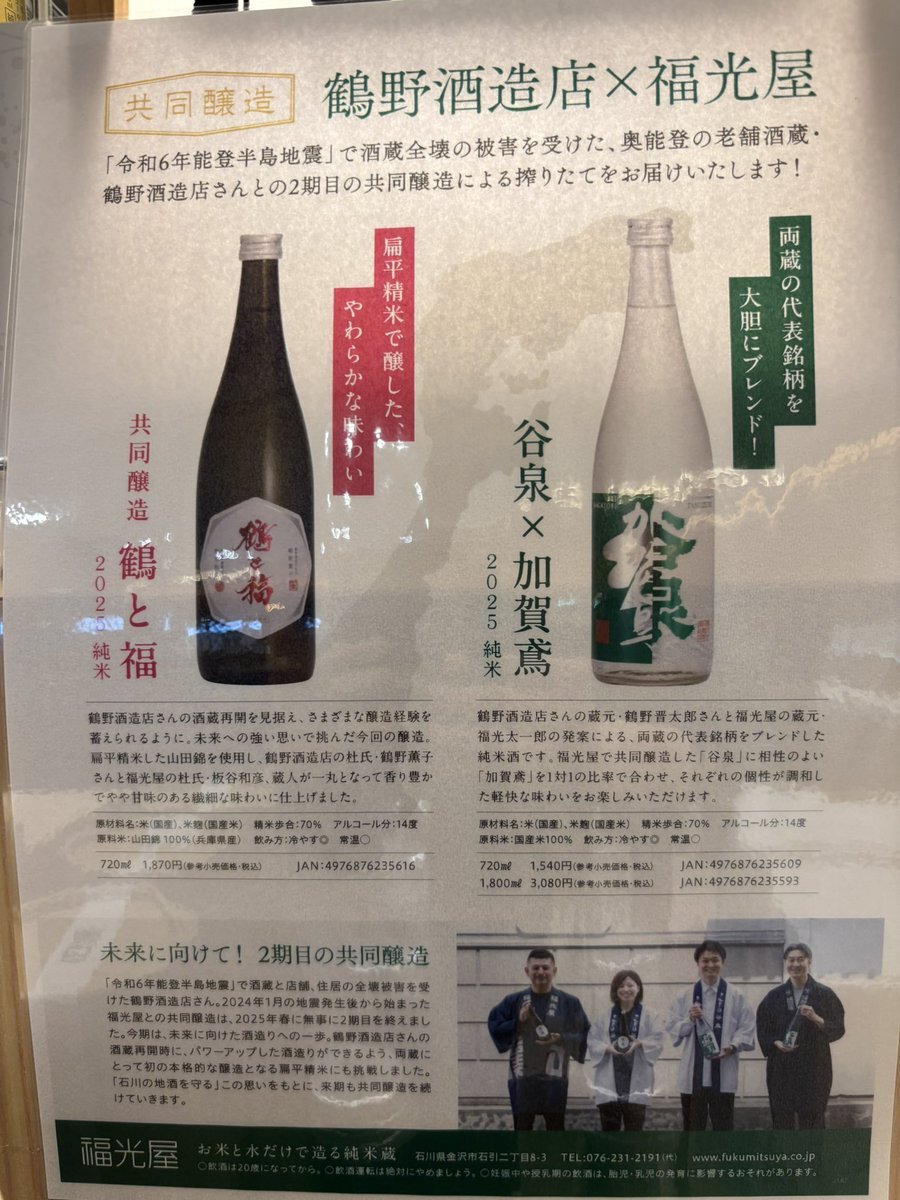 共同醸造
鶴野酒造店×福光屋
「令和6年能登半島地震」で酒蔵全壊の被害を受けた、奥能登の老舗酒蔵・
鶴野酒造店さんとの2期目の共同醸造による搾りたてをお届けいたします！
扁平精米で醸した、
やわらかな味わい
共同醸造 鶴と福
2025 純米
鶴と福
両蔵の代表銘柄を
大胆にブレンド！
谷泉×加賀鳶
2025 純米
谷泉
鶴野酒造店さんの酒蔵再開を見据え、さまざまな醸造経験を
蓄えられるように。未来への強い思いで挑んだ今回の醸造。
扁平精米した山田錦を使用し、鶴野酒造店の杜氏・鶴野薫子
さんと福光屋の杜氏・板谷和彦、蔵人が一丸となって香り豊か
でやや甘味のある繊細な味わいに仕上げました。
原材料名：米（国産）、米麹（国産米） 精米歩合：70% アルコール分：14度
原料米：山田錦100%（兵庫県産） 飲み方：冷やす◎ 常温○
720㎖ 1,870円（参考小売価格・税込） JAN：4976876235616
鶴野酒造店さんの蔵元・鶴野晋太郎さんと福光屋の蔵元・
福光太一郎の発案による、両蔵の代表銘柄をブレンドした
純米酒です。福光屋で共同醸造した「谷泉」に相性のよい
「加賀鳶」を1対1の比率で合わせ、それぞれの個性が調和し
た軽快な味わいをお楽しみいただけます。
原材料名：米（国産）、米麹（国産米） 精米歩合：70% アルコール分：14度
原料米：国産米100% 飲み方：冷やす◎ 常温○
720㎖ 1,540円（参考小売価格・税込） JAN：4976876235609
1,800㎖ 3,080円（参考小売価格・税込） JAN：4976876235593
未来に向けて！ 2期目の共同醸造
「令和6年能登半島地震」で酒蔵と店舗、住居の全壊被害を
受けた鶴野酒造店さん。2024年1月の地震発生後から始まった
福光屋との共同醸造は、2025年春に無事に2期目を終えまし
た。今期は、未来に向けた酒造りへの一歩。鶴野酒造店さんの
酒蔵再開時に、パワーアップした酒造りができるよう、両蔵に
とって初の本格的な醸造となる扁平精米にも挑戦しました。
「石川の地酒を守る」この思いをもとに、来期も共同醸造を続
けていきます。
福光屋 お米と水だけで造る純米蔵 石川県金沢市石引二丁目8-3 TEL：076-231-2191（代） www.fukumitsuya.co.jp
○飲酒は20歳になってから。○飲酒運転は絶対にやめましょう。○妊娠中や授乳期の飲酒は、胎児・乳児の発育に影響するおそれがあります。